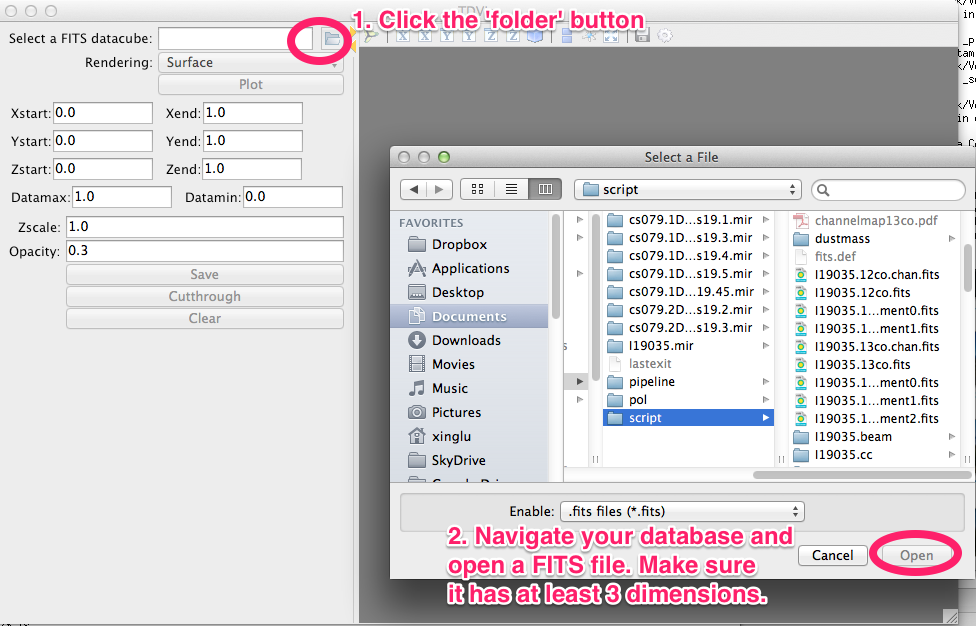 TDVi
1. Click the 'folder' button
Select a FITS datacube:
Rendering: Surface
Plot
Xstart: 0.0 Xend: 1.0
Ystart: 0.0 Yend: 1.0
Zstart: 0.0 Zend: 1.0
Datamax: 1.0 Datamin: 0.0
Zscale: 1.0
Opacity: 0.3
Save
Cutthrough
Clear
X X Y Y Z Z
Select a File
script
FAVORITES
Dropbox
Applications
Desktop
Documents
Downloads
Movies
Music
Pictures
xinglu
SkyDrive
cs079.1D...s19.1.mir
cs079.1D...s19.3.mir
cs079.1D...s19.4.mir
cs079.1D...s19.5.mir
cs079.1D...19.45.mir
cs079.2D...s19.2.mir
cs079.2D...s19.3.mir
I19035.mir
lastexit
pipeline
pol
script
channelmap13co.pdf
dustmass
fits.def
I19035.12co.chan.fits
I19035.12co.fits
I19035.1...ment0.fits
I19035.1...ment1.fits
I19035.13co.chan.fits
I19035.13co.fits
I19035.1...ment0.fits
I19035.1...ment1.fits
I19035.1...ment2.fits
I19035.beam
I19035.cc
Enable: .fits files (*.fits)
2. Navigate your database and
open a FITS file. Make sure
it has at least 3 dimensions.
Cancel
Open